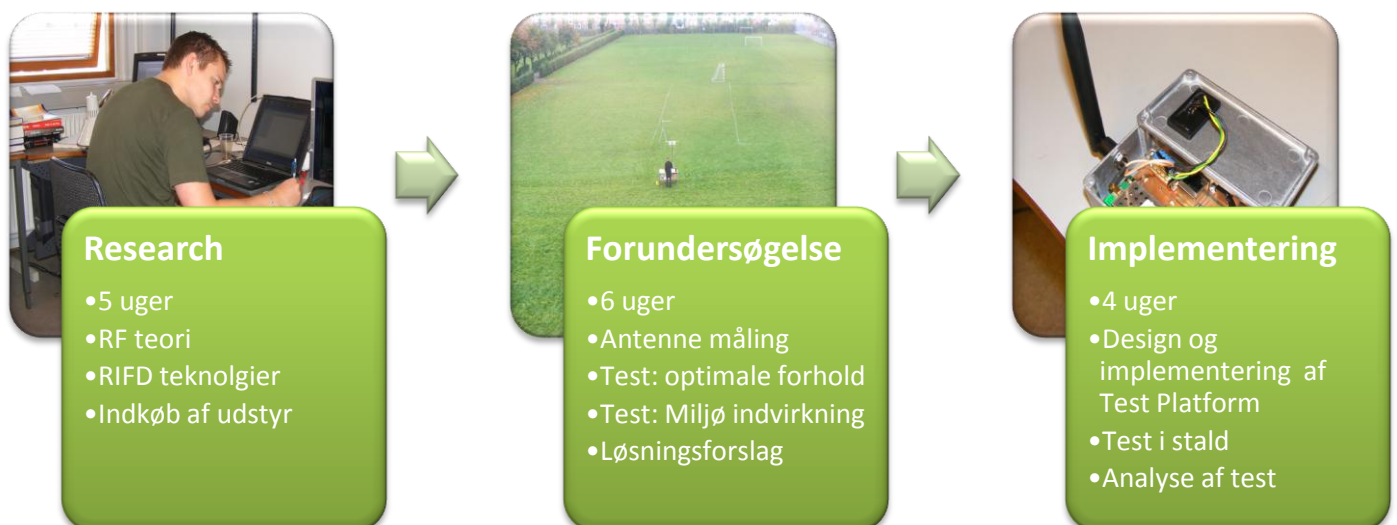 Research
•5 uger
•RF teori
•RIFD teknolgier
•Indkøb af udstyr
Forundersøgelse
•6 uger
•Antenne måling
•Test: optimale forhold
•Test: Miljø indvirkning
•Løsningsforslag
Implementering
•4 uger
•Design og
implementering af
Test Platform
•Test i stald
•Analyse af test